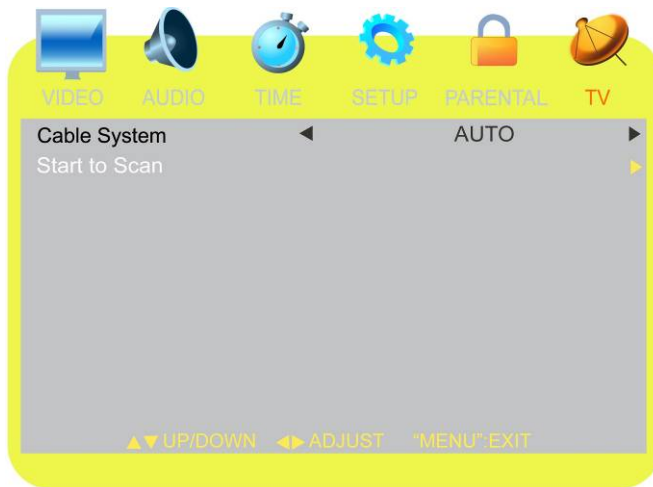 VIDEO AUDIO TIME SETUP PARENTAL TV
Cable System AUTO
Start to Scan
UP/DOWN ADJUST "MENU":EXIT